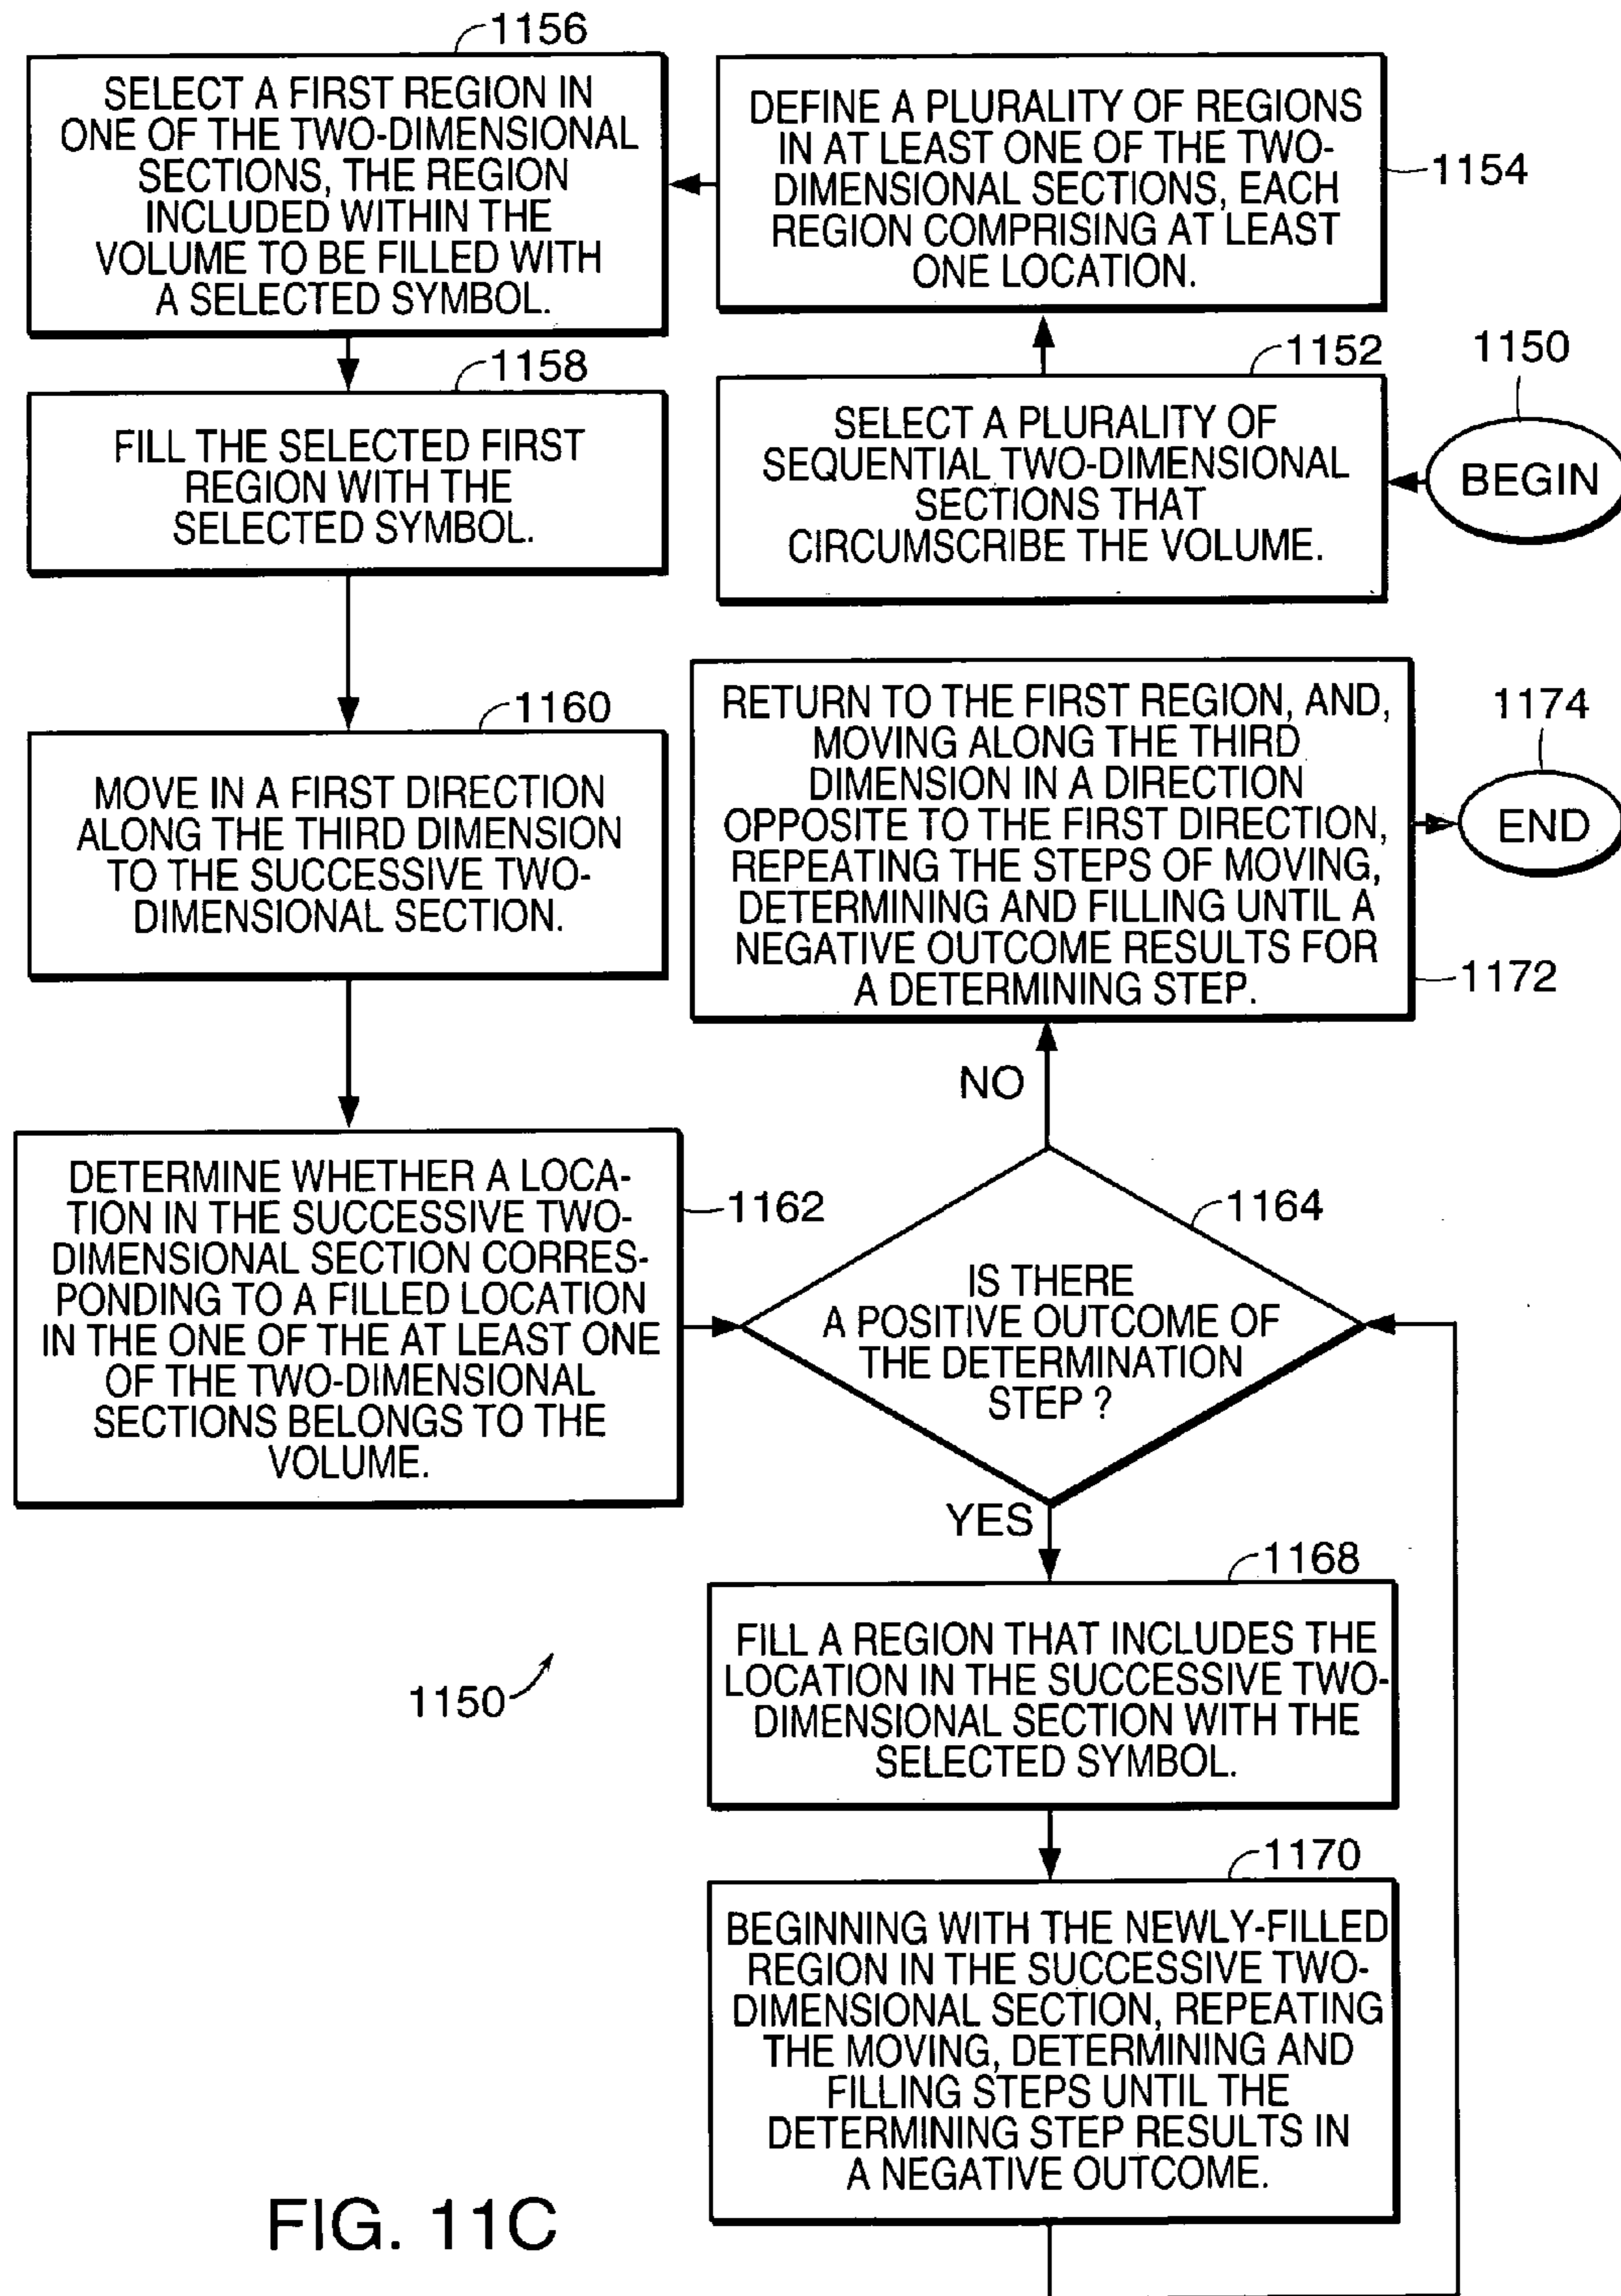 1150
BEGIN
1152
SELECT A PLURALITY OF
SEQUENTIAL TWO-DIMENSIONAL
SECTIONS THAT
CIRCUMSCRIBE THE VOLUME.
DEFINE A PLURALITY OF REGIONS
IN AT LEAST ONE OF THE TWO-
DIMENSIONAL SECTIONS, EACH
REGION COMPRISING AT LEAST
ONE LOCATION.
1154
1156
SELECT A FIRST REGION IN
ONE OF THE TWO-DIMENSIONAL
SECTIONS, THE REGION
INCLUDED WITHIN THE
VOLUME TO BE FILLED WITH
A SELECTED SYMBOL.
1158
FILL THE SELECTED FIRST
REGION WITH THE
SELECTED SYMBOL.
1160
MOVE IN A FIRST DIRECTION
ALONG THE THIRD DIMENSION
TO THE SUCCESSIVE TWO-
DIMENSIONAL SECTION.
DETERMINE WHETHER A LOCA-
TION IN THE SUCCESSIVE TWO-
DIMENSIONAL SECTION CORRES-
PONDING TO A FILLED LOCATION
IN THE ONE OF THE AT LEAST ONE
OF THE TWO-DIMENSIONAL
SECTIONS BELONGS TO THE
VOLUME.
1162
1164
IS THERE
A POSITIVE OUTCOME OF
THE DETERMINATION
STEP ?
NO
RETURN TO THE FIRST REGION, AND,
MOVING ALONG THE THIRD
DIMENSION IN A DIRECTION
OPPOSITE TO THE FIRST DIRECTION,
REPEATING THE STEPS OF MOVING,
DETERMINING AND FILLING UNTIL A
NEGATIVE OUTCOME RESULTS FOR
A DETERMINING STEP.
1172
1174
END
YES
1168
FILL A REGION THAT INCLUDES THE
LOCATION IN THE SUCCESSIVE TWO-
DIMENSIONAL SECTION WITH THE
SELECTED SYMBOL.
1170
BEGINNING WITH THE NEWLY-FILLED
REGION IN THE SUCCESSIVE TWO-
DIMENSIONAL SECTION, REPEATING
THE MOVING, DETERMINING AND
FILLING STEPS UNTIL THE
DETERMINING STEP RESULTS IN
A NEGATIVE OUTCOME.
1150
FIG. 11C